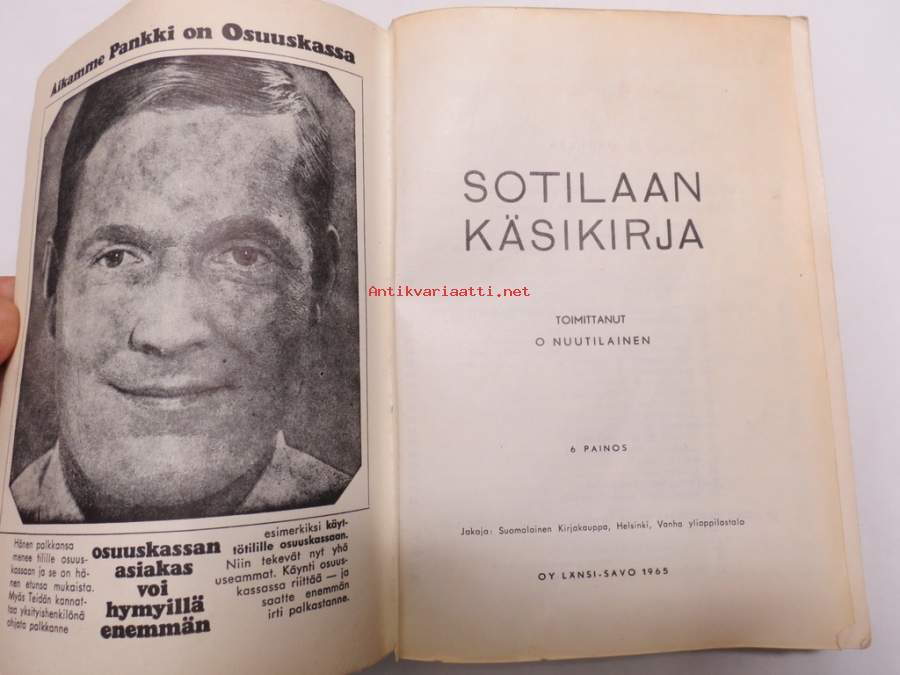 Aikamme Pankki on Osuuskassa
Hänen palkkansa
menee tilille osuus-
kassaan ja se on hä-
nen etunsa mukaista.
Myös Teidän kannat-
taa yksityishenkilönä
ohjata palkkanne
osuuskassan
asiakas
voi
hymyillä
enemmän
esimerkiksi käyt-
tötilille osuuskassaan.
Niin tekevät nyt yhä
useammat. Käynti osuus-
kassassa riittää — ja
saatte enemmän
irti palkastanne.
SOTILAAN
KÄSIKIRJA
Antikvariaatti.net
TOIMITTANUT
O NUUTILAINEN
6 PAINOS
Jakaja: Suomalainen Kirjakauppa, Helsinki, Vanha ylioppilastalo
OY LÄNSI-SAVO 1965